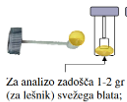 Za analizo zadošča 1-2 gr
(za lešnik) svežega blata;